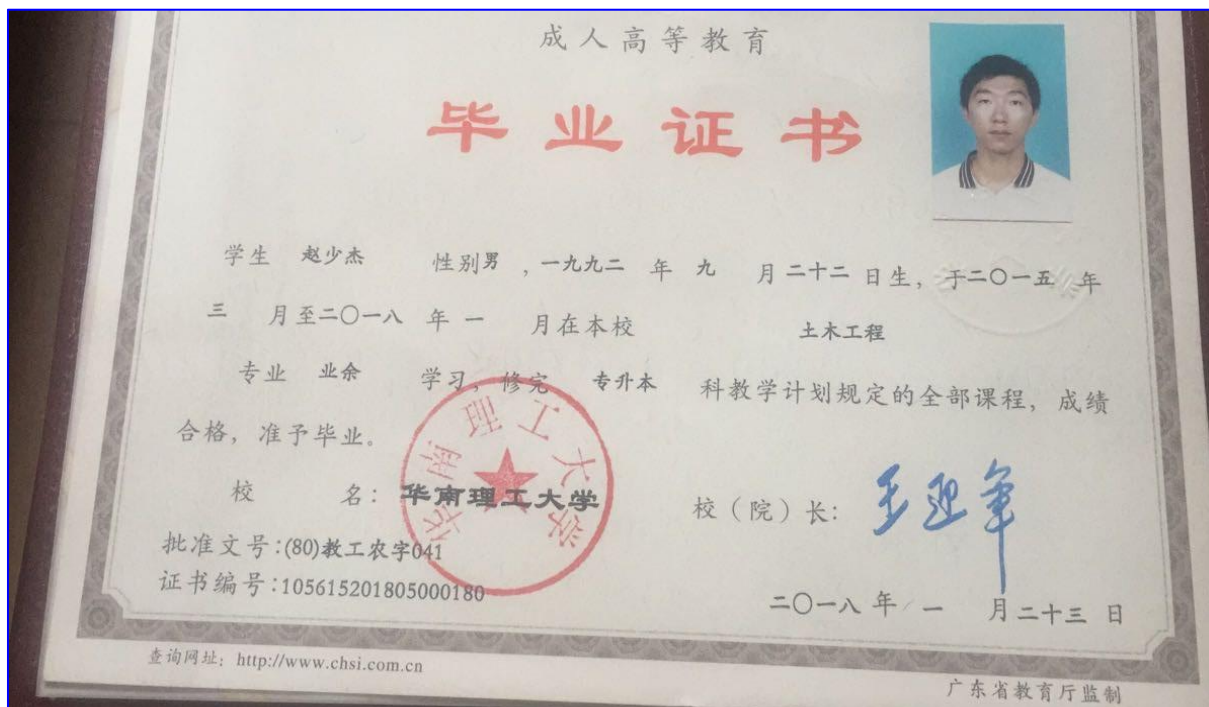 成人高等教育
毕业证书
学生 赵少杰 性别男，一九九二 年 九 月二十二日生，于二〇一五 年
三 月至二〇一八 年 一 月在本校 土木工程
专业 业余 学习，修完 专升本 科教学计划规定的全部课程，成绩
合格，准予毕业。
华南理工大学
校 名：华南理工大学
校（院）长：王迎军
批准文号：(80)教工农字041
证书编号：105615201805000180
二〇一八 年 一 月二十三 日
查询网址：http://www.chsi.com.cn
广东省教育厅监制